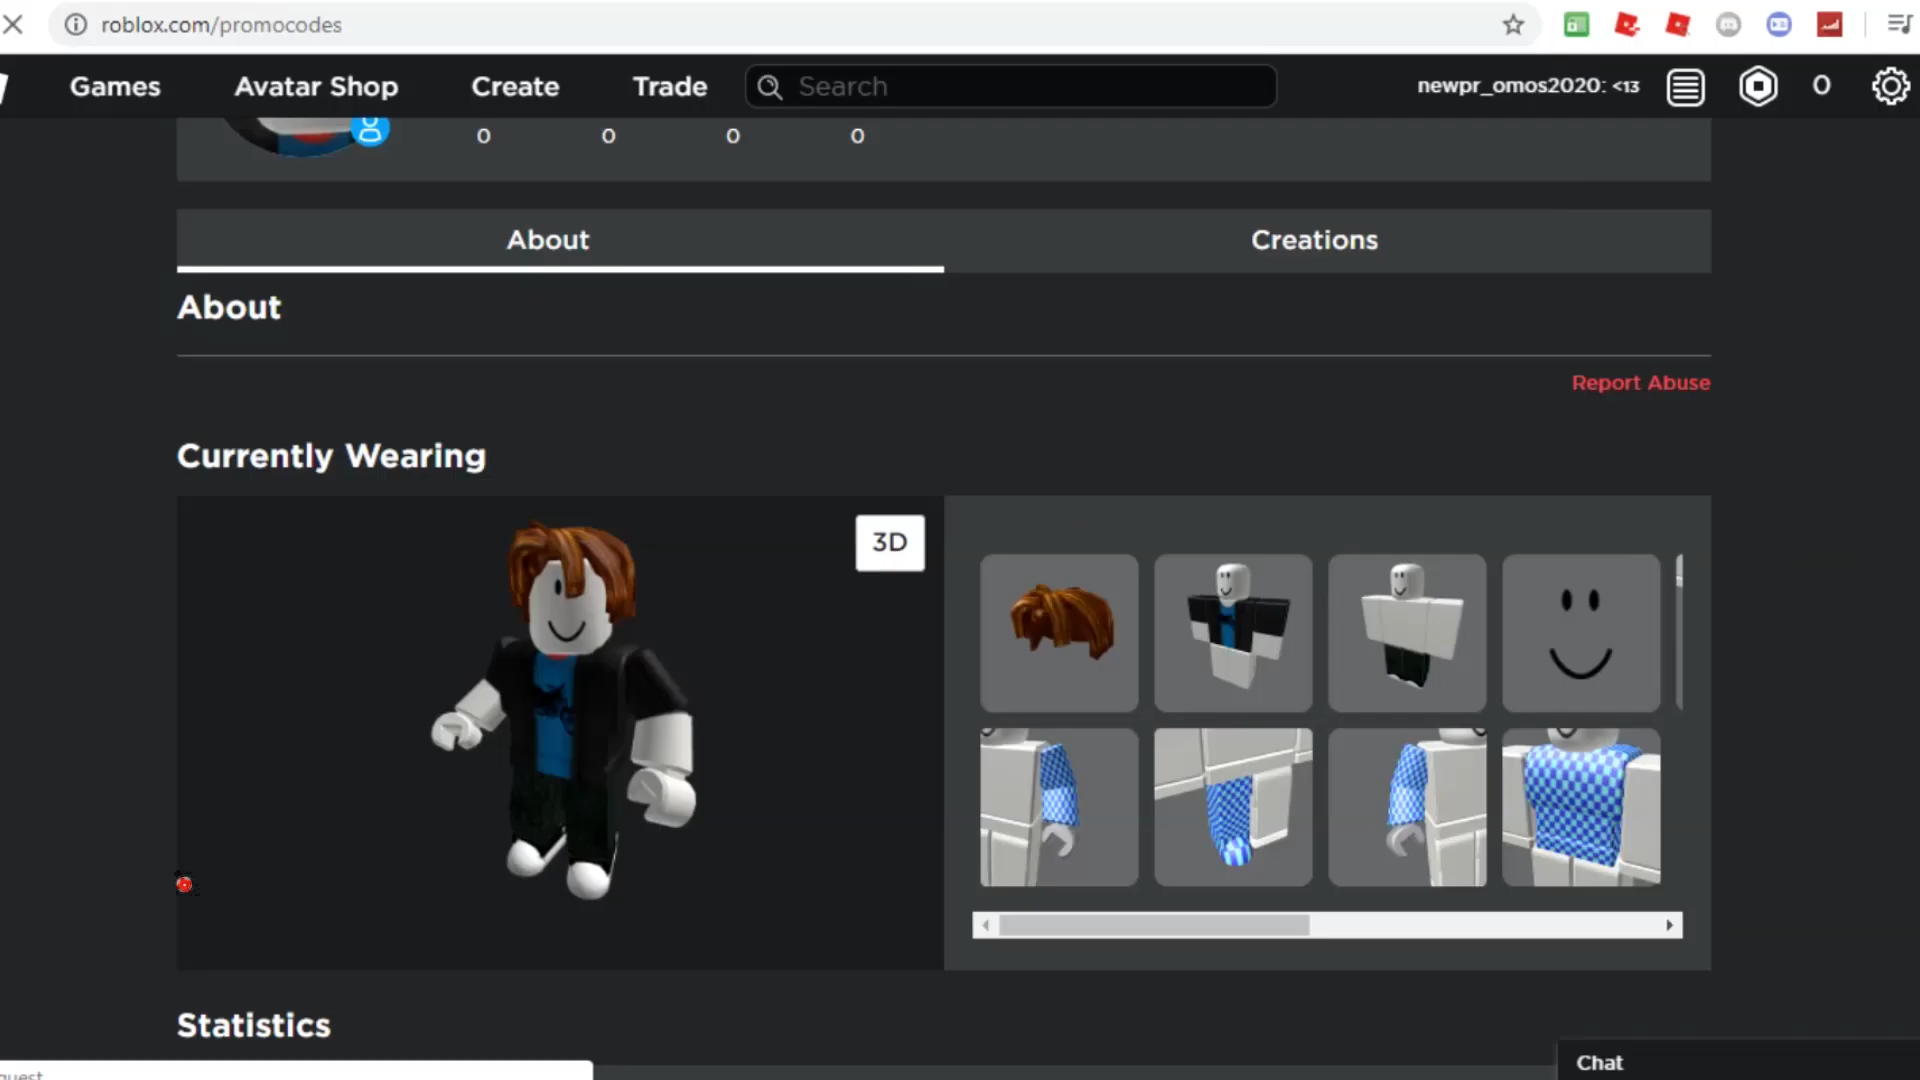 roblox.com/promocodes
Games Avatar Shop Create Trade Search newpr_omos2020: <13 0
0 0 0 0
About Creations
About
Report Abuse
Currently Wearing
3D
Statistics
Chat